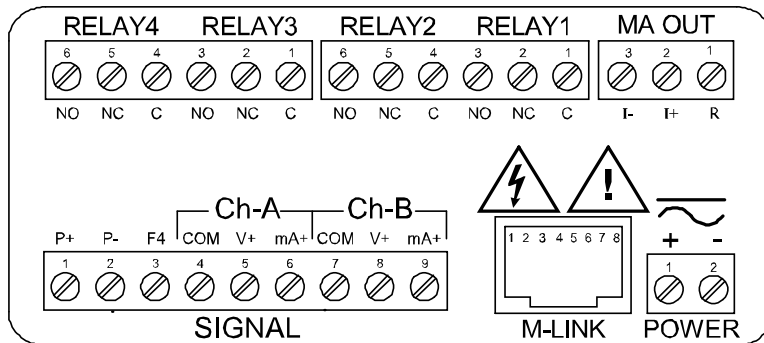 RELAY4 RELAY3 RELAY2 RELAY1 MA OUT
6 5 4 3 2 1 6 5 4 3 2 1 3 2 1
NO NC C NO NC C NO NC C NO NC C I- I+ R
Ch-A Ch-B
P+ P- F4 COM V+ mA+ COM V+ mA+ + -
1 2 3 4 5 6 7 8
1 2 3 4 5 6 7 8 9 1 2
SIGNAL M-LINK POWER